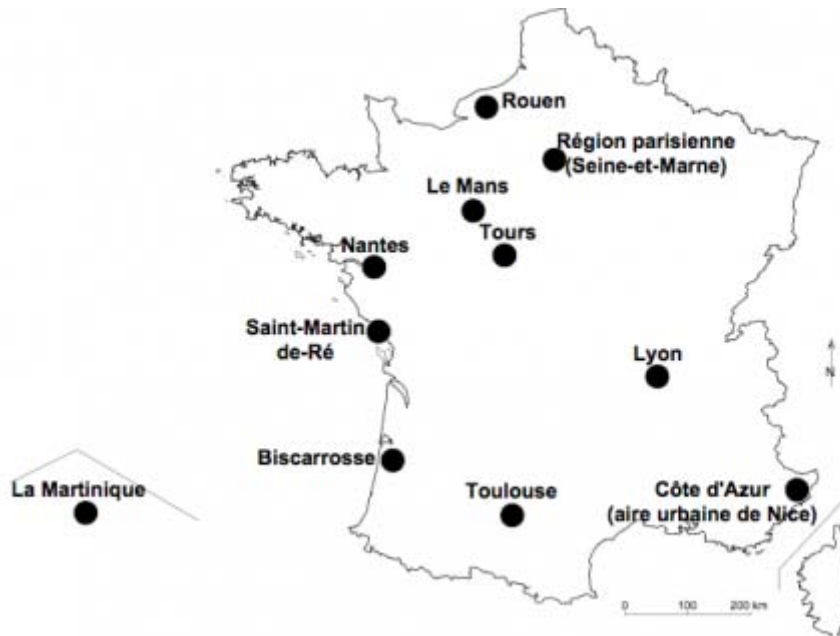 Rouen
Région parisienne
(Seine-et-Marne)
Le Mans
Tours
Nantes
Saint-Martin
de-Ré
Lyon
N
Biscarrosse
La Martinique
Toulouse
Côte d'Azur
(aire urbaine de Nice)
0 100 200 km